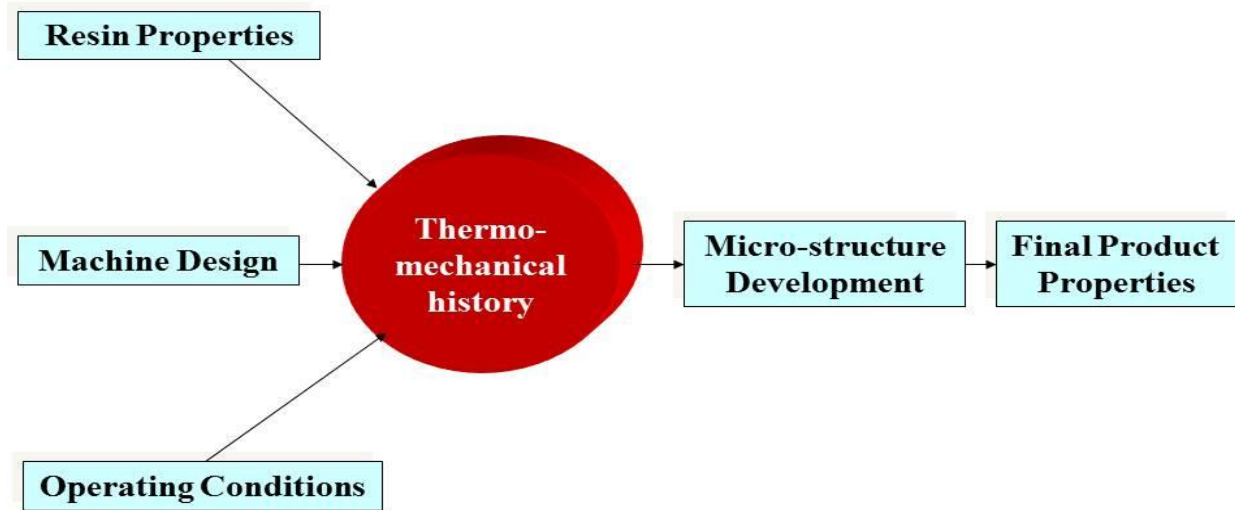 Resin Properties
Machine Design
Operating Conditions
Thermo-
mechanical
history
Micro-structure
Development
Final Product
Properties